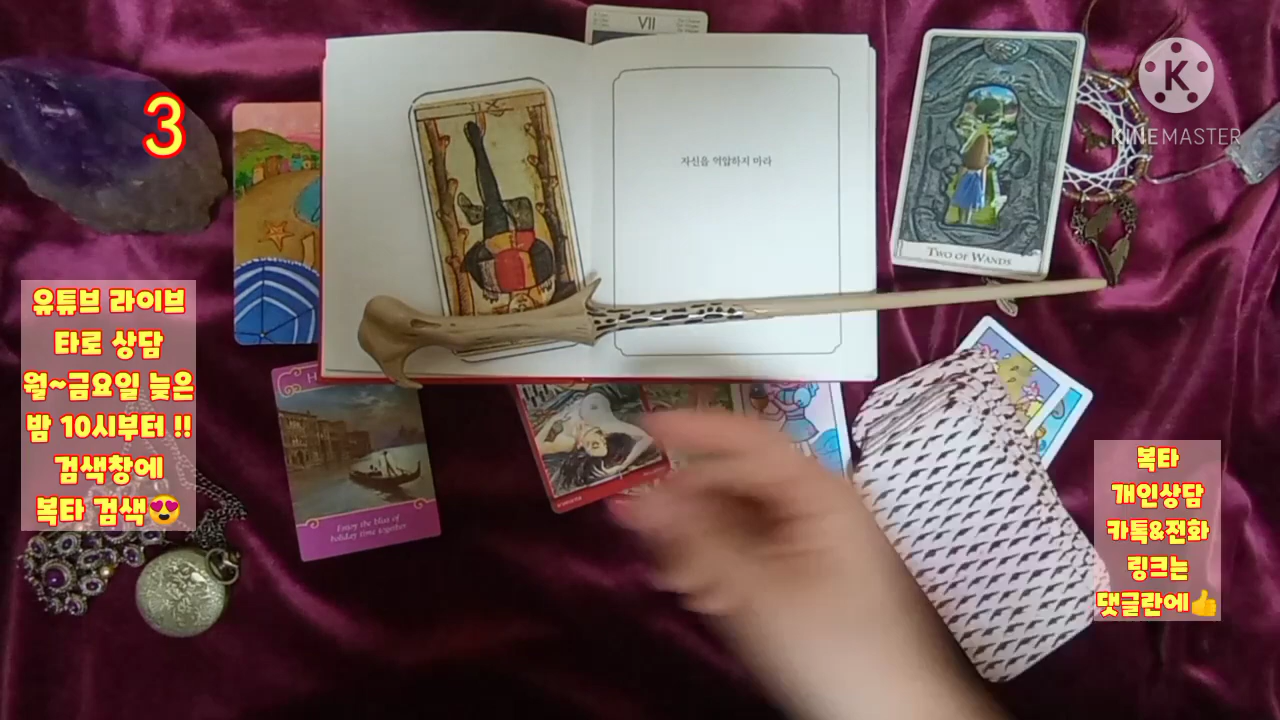 VII
3
K
KINEMASTER
자신을 억압하지 마라
TWO OF WANDS
유튜브 라이브
타로 상담
월~금요일 늦은
밤 10시부터 !!
검색창에
복타 검색😍
Enjoy the bliss of
holiday time together
복타
개인상담
카톡&전화
링크는
댓글란에👍